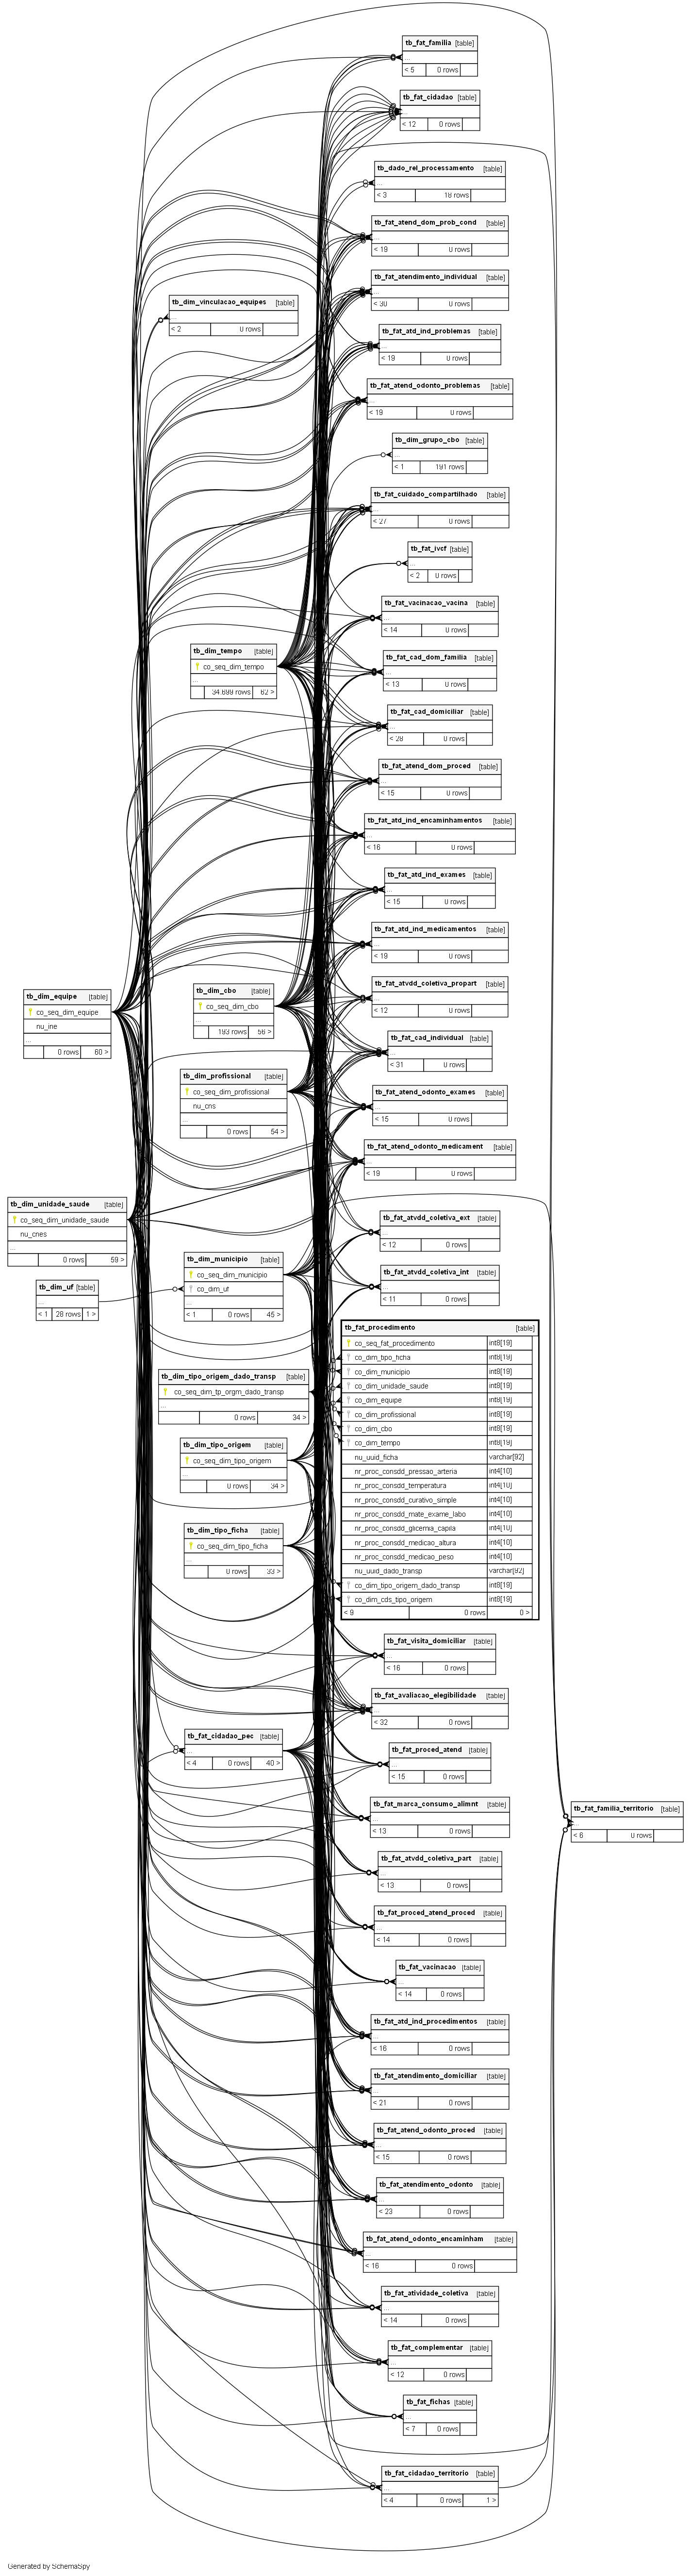 tb_fat_familia [table]
...
< 5 0 rows
tb_fat_cidadao [table]
...
< 12 0 rows
tb_dado_rel_processamento [table]
...
< 3 18 rows
tb_fat_atend_dom_prob_cond [table]
...
< 19 0 rows
tb_fat_atendimento_individual [table]
...
< 30 0 rows
tb_dim_vinculacao_equipes [table]
...
< 2 0 rows
tb_fat_atd_ind_problemas [table]
...
< 19 0 rows
tb_fat_atend_odonto_problemas [table]
...
< 19 0 rows
tb_dim_grupo_cbo [table]
...
< 1 191 rows
tb_fat_cuidado_compartilhado [table]
...
< 27 0 rows
tb_fat_ivcf [table]
...
< 2 0 rows
tb_fat_vacinacao_vacina [table]
...
< 14 0 rows
tb_dim_tempo [table]
co_seq_dim_tempo
...
34.699 rows 62 >
tb_fat_cad_dom_familia [table]
...
< 13 0 rows
tb_fat_cad_domiciliar [table]
...
< 28 0 rows
tb_fat_atend_dom_proced [table]
...
< 15 0 rows
tb_fat_atd_ind_encaminhamentos [table]
...
< 16 0 rows
tb_fat_atd_ind_exames [table]
...
< 15 0 rows
tb_fat_atd_ind_medicamentos [table]
...
< 19 0 rows
tb_dim_equipe [table]
co_seq_dim_equipe
nu_ine
...
0 rows 60 >
tb_dim_cbo [table]
co_seq_dim_cbo
...
193 rows 56 >
tb_fat_atvdd_coletiva_propart [table]
...
< 12 0 rows
tb_fat_cad_individual [table]
...
< 31 0 rows
tb_dim_profissional [table]
co_seq_dim_profissional
nu_cns
...
0 rows 54 >
tb_fat_atend_odonto_exames [table]
...
< 15 0 rows
tb_fat_atend_odonto_medicament [table]
...
< 19 0 rows
tb_dim_unidade_saude [table]
co_seq_dim_unidade_saude
nu_cnes
...
0 rows 59 >
tb_fat_atvdd_coletiva_ext [table]
...
< 12 0 rows
tb_dim_municipio [table]
co_seq_dim_municipio
co_dim_uf
...
< 1 0 rows 45 >
tb_dim_uf [table]
...
< 1 28 rows 1 >
tb_fat_atvdd_coletiva_int [table]
...
< 11 0 rows
tb_fat_procedimento [table]
co_seq_fat_procedimento int8[19]
co_dim_tipo_ficha int8[19]
co_dim_municipio int8[19]
co_dim_unidade_saude int8[19]
co_dim_equipe int8[19]
co_dim_profissional int8[19]
co_dim_cbo int8[19]
co_dim_tempo int8[19]
nu_uuid_ficha varchar[92]
nr_proc_consdd_pressao_arteria int4[10]
nr_proc_consdd_temperatura int4[10]
nr_proc_consdd_curativo_simple int4[10]
nr_proc_consdd_mate_exame_labo int4[10]
nr_proc_consdd_glicemia_capila int4[10]
nr_proc_consdd_medicao_altura int4[10]
nr_proc_consdd_medicao_peso int4[10]
nu_uuid_dado_transp varchar[92]
co_dim_tipo_origem_dado_transp int8[19]
co_dim_cds_tipo_origem int8[19]
< 9 0 rows 0 >
tb_dim_tipo_origem_dado_transp [table]
co_seq_dim_tp_orgm_dado_transp
...
0 rows 34 >
tb_dim_tipo_origem [table]
co_seq_dim_tipo_origem
...
0 rows 34 >
tb_dim_tipo_ficha [table]
co_seq_dim_tipo_ficha
...
0 rows 33 >
tb_fat_visita_domiciliar [table]
...
< 16 0 rows
tb_fat_avaliacao_elegibilidade [table]
...
< 32 0 rows
tb_fat_cidadao_pec [table]
...
< 4 0 rows 40 >
tb_fat_proced_atend [table]
...
< 15 0 rows
tb_fat_marca_consumo_alimnt [table]
...
< 13 0 rows
tb_fat_familia_territorio [table]
...
< 6 0 rows
tb_fat_atvdd_coletiva_part [table]
...
< 13 0 rows
tb_fat_proced_atend_proced [table]
...
< 14 0 rows
tb_fat_vacinacao [table]
...
< 14 0 rows
tb_fat_atd_ind_procedimentos [table]
...
< 16 0 rows
tb_fat_atendimento_domiciliar [table]
...
< 21 0 rows
tb_fat_atend_odonto_proced [table]
...
< 15 0 rows
tb_fat_atendimento_odonto [table]
...
< 23 0 rows
tb_fat_atend_odonto_encaminham [table]
...
< 16 0 rows
tb_fat_atividade_coletiva [table]
...
< 14 0 rows
tb_fat_complementar [table]
...
< 12 0 rows
tb_fat_fichas [table]
...
< 7 0 rows
tb_fat_cidadao_territorio [table]
...
< 4 0 rows 1 >
Generated by SchemaSpy